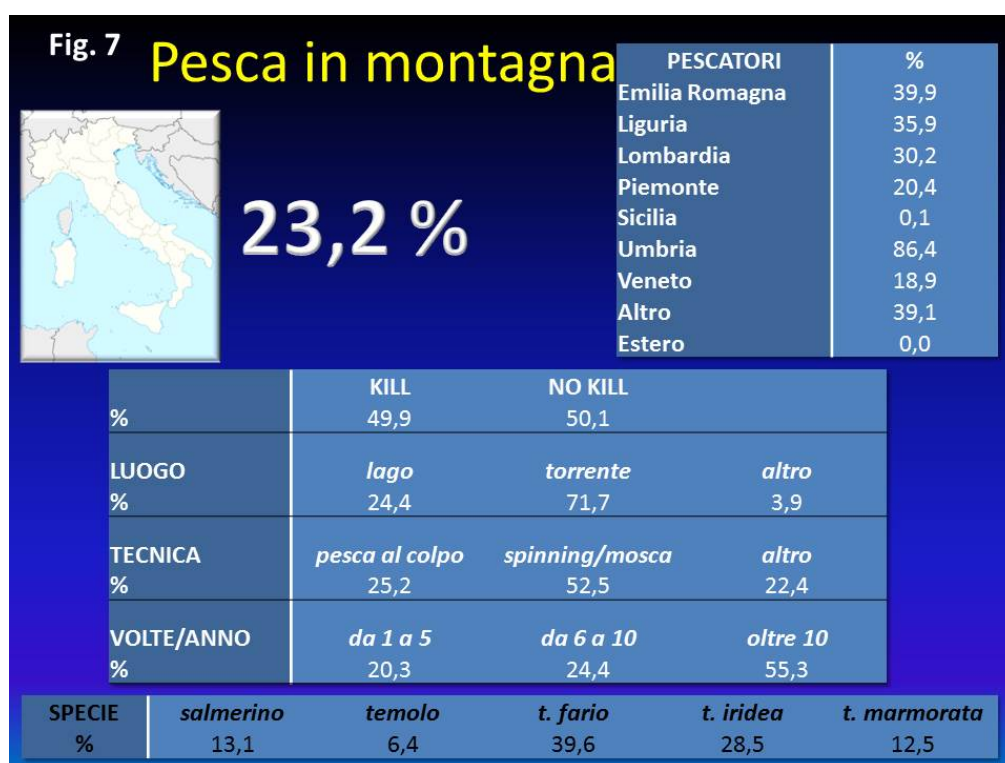 Fig. 7
Pesca in montagna
23,2 %
PESCATORI %
Emilia Romagna 39,9
Liguria 35,9
Lombardia 30,2
Piemonte 20,4
Sicilia 0,1
Umbria 86,4
Veneto 18,9
Altro 39,1
Estero 0,0
KILL NO KILL
% 49,9 50,1
LUOGO lago torrente altro
% 24,4 71,7 3,9
TECNICA pesca al colpo spinning/mosca altro
% 25,2 52,5 22,4
VOLTE/ANNO da 1 a 5 da 6 a 10 oltre 10
% 20,3 24,4 55,3
SPECIE salmerino temolo t. fario t. iridea t. marmorata
% 13,1 6,4 39,6 28,5 12,5